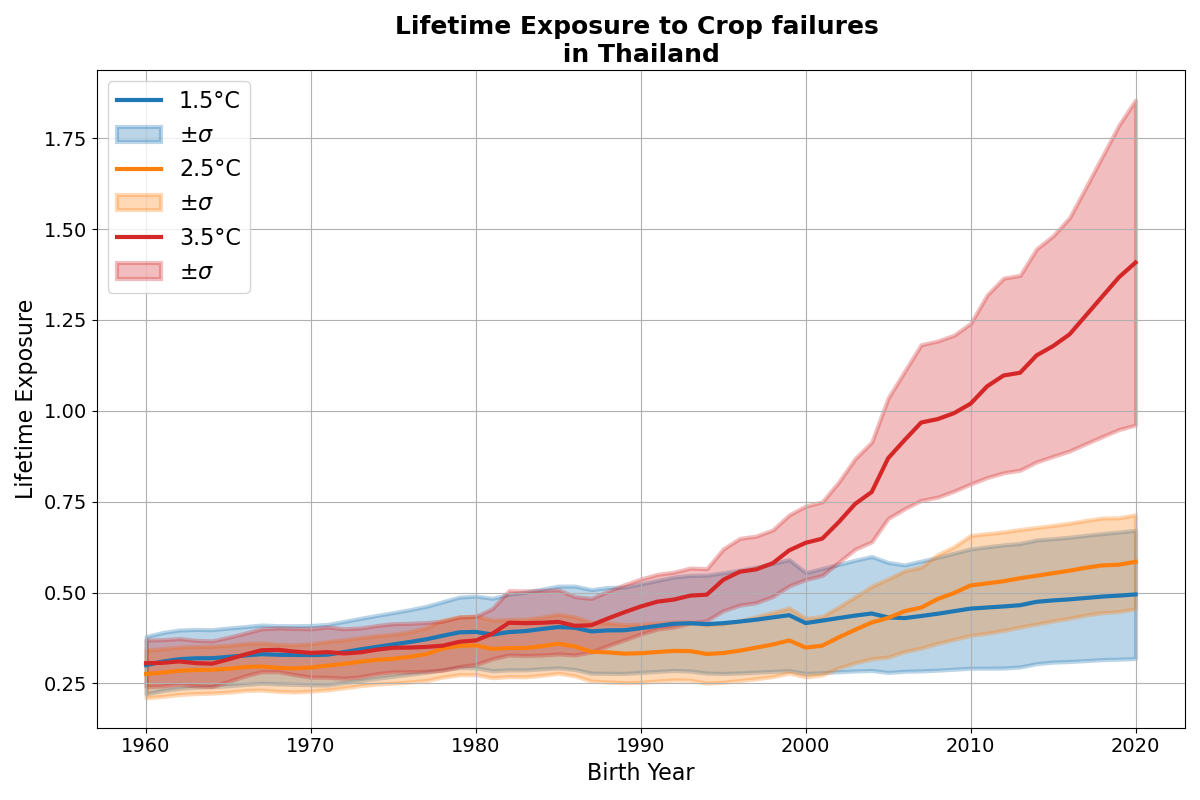 Lifetime Exposure to Crop failures
in Thailand
1.5°C
±σ
2.5°C
±σ
3.5°C
±σ
Lifetime Exposure
1.75
1.50
1.25
1.00
0.75
0.50
0.25
1960 1970 1980 1990 2000 2010 2020
Birth Year